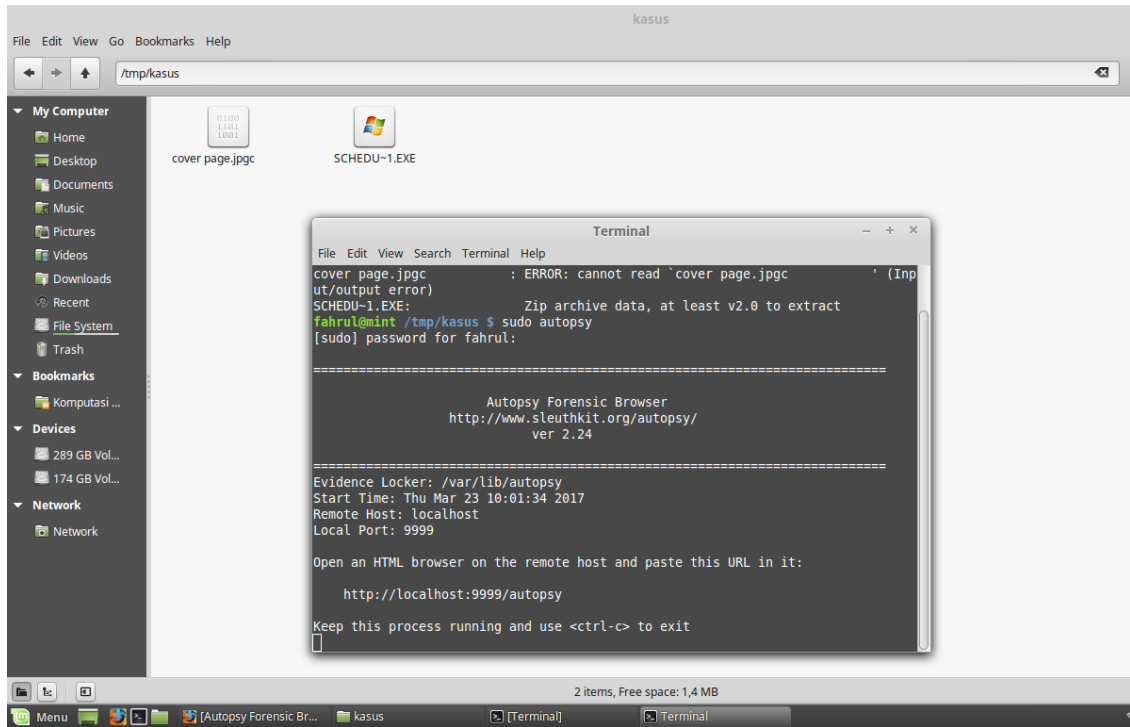 kasus
File Edit View Go Bookmarks Help
/tmp/kasus
My Computer
Home
Desktop
Documents
Music
Pictures
Videos
Downloads
Recent
File System
Trash
Bookmarks
Komputasi ...
Devices
289 GB Vol...
174 GB Vol...
Network
Network
0100
1101
1001
cover page.jpgc
SCHEDU~1.EXE
Terminal
File Edit View Search Terminal Help
cover page.jpgc : ERROR: cannot read `cover page.jpgc ' (Inp
ut/output error)
SCHEDU~1.EXE: Zip archive data, at least v2.0 to extract
fahrul@mint /tmp/kasus $ sudo autopsy
[sudo] password for fahrul:
============================================================================
Autopsy Forensic Browser
http://www.sleuthkit.org/autopsy/
ver 2.24
============================================================================
Evidence Locker: /var/lib/autopsy
Start Time: Thu Mar 23 10:01:34 2017
Remote Host: localhost
Local Port: 9999
Open an HTML browser on the remote host and paste this URL in it:
http://localhost:9999/autopsy
Keep this process running and use <ctrl-c> to exit
2 items, Free space: 1,4 MB
Menu [Autopsy Forensic Br... kasus [Terminal] Terminal